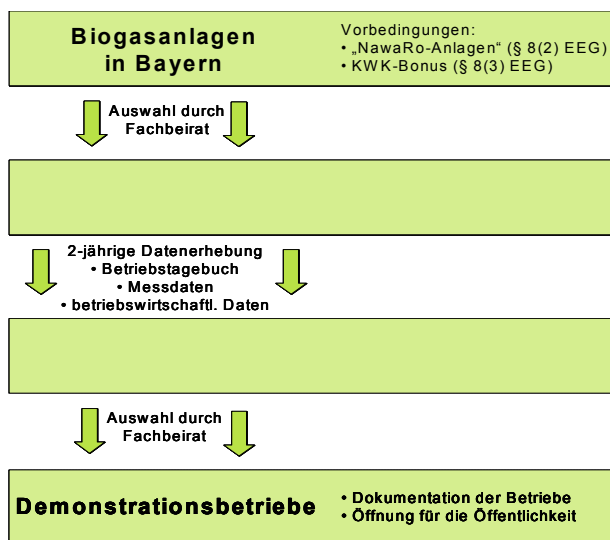 Biogasanlagen
in Bayern
Vorbedingungen:
• „NawaRo-Anlagen“ (§ 8(2) EEG)
• KWK-Bonus (§ 8(3) EEG)
Auswahl durch
Fachbeirat
2-jährige Datenerhebung
• Betriebstagebuch
• Messdaten
• betriebswirtschaftl. Daten
Auswahl durch
Fachbeirat
Demonstrationsbetriebe
• Dokumentation der Betriebe
• Öffnung für die Öffentlichkeit